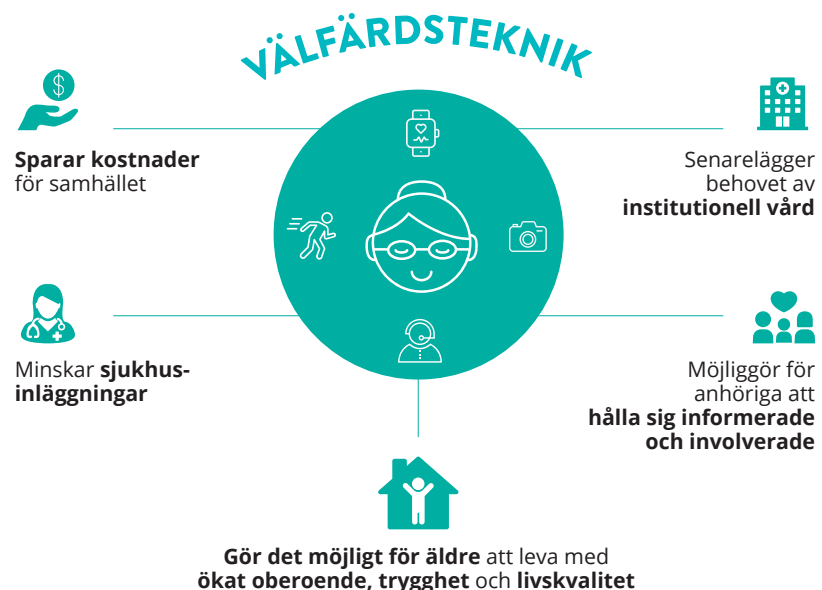 VÄLFÄRDSTEKNIK
Sparar kostnader
för samhället
Senarelägger
behovet av
institutionell vård
Minskar sjukhus-
inläggningar
Möjliggör för
anhöriga att
hålla sig informerade
och involverade
Gör det möjligt för äldre att leva med
ökat oberoende, trygghet och livskvalitet